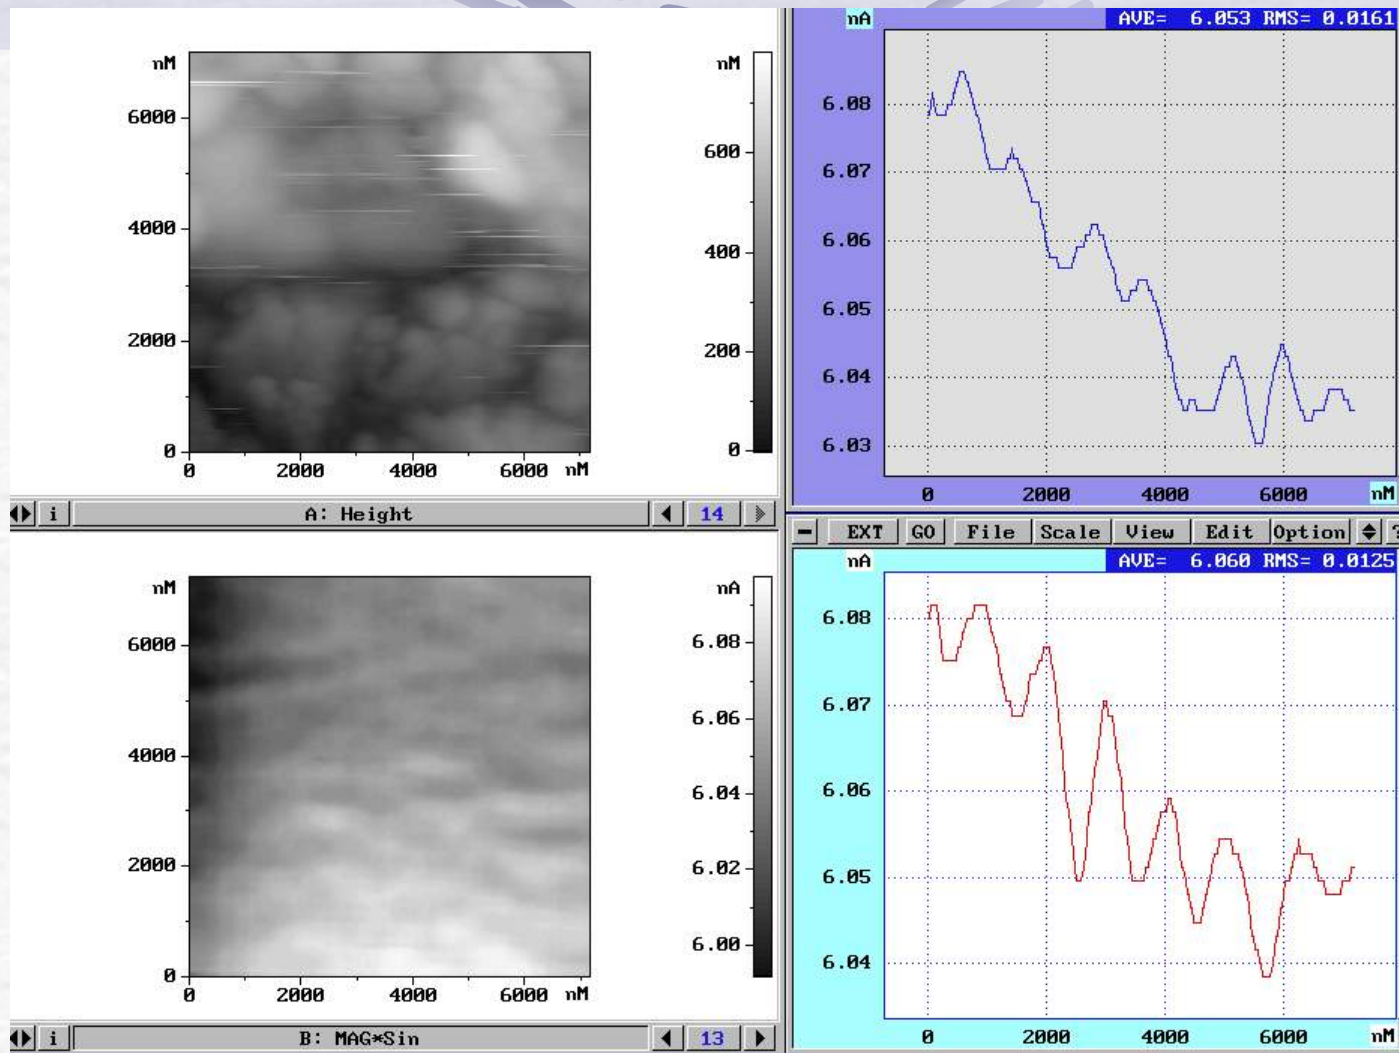 nM
6000
4000
2000
0
0 2000 4000 6000 nM
nM
600
400
200
0
i A: Height 14
nA AVE= 6.053 RMS= 0.0161
6.08
6.07
6.06
6.05
6.04
6.03
0 2000 4000 6000 nM
nM
6000
4000
2000
0
0 2000 4000 6000 nM
nA
6.08
6.06
6.04
6.02
6.00
i B: MAG*Sin 13
EXT GO File Scale View Edit Option ?
nA AVE= 6.060 RMS= 0.0125
6.08
6.07
6.06
6.05
6.04
0 2000 4000 6000 nM